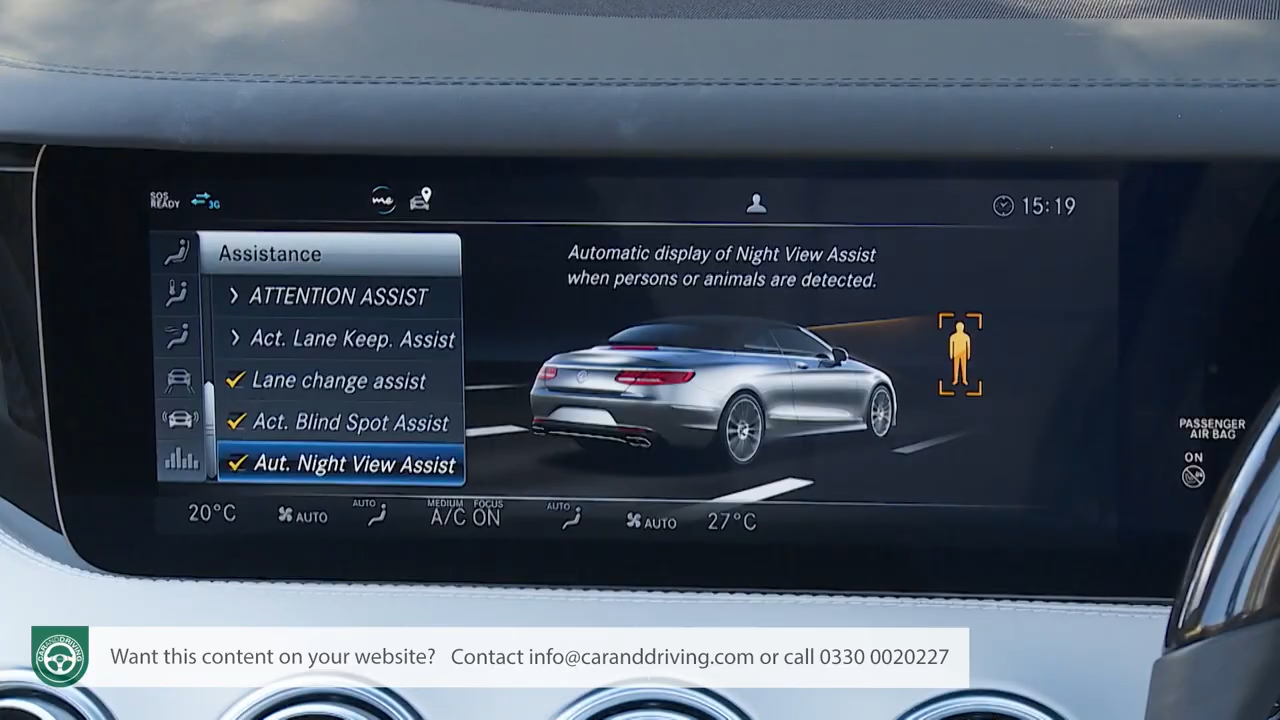 SOS
READY
3G
me
15:19
Assistance
ATTENTION ASSIST
Act. Lane Keep. Assist
Lane change assist
Act. Blind Spot Assist
Aut. Night View Assist
Automatic display of Night View Assist
when persons or animals are detected.
PASSENGER
AIR BAG
ON
20°C
AUTO
AUTO
MEDIUM FOCUS
A/C ON
AUTO
AUTO
27°C
CARANDDRIVING
Want this content on your website? Contact info@caranddriving.com or call 0330 0020227